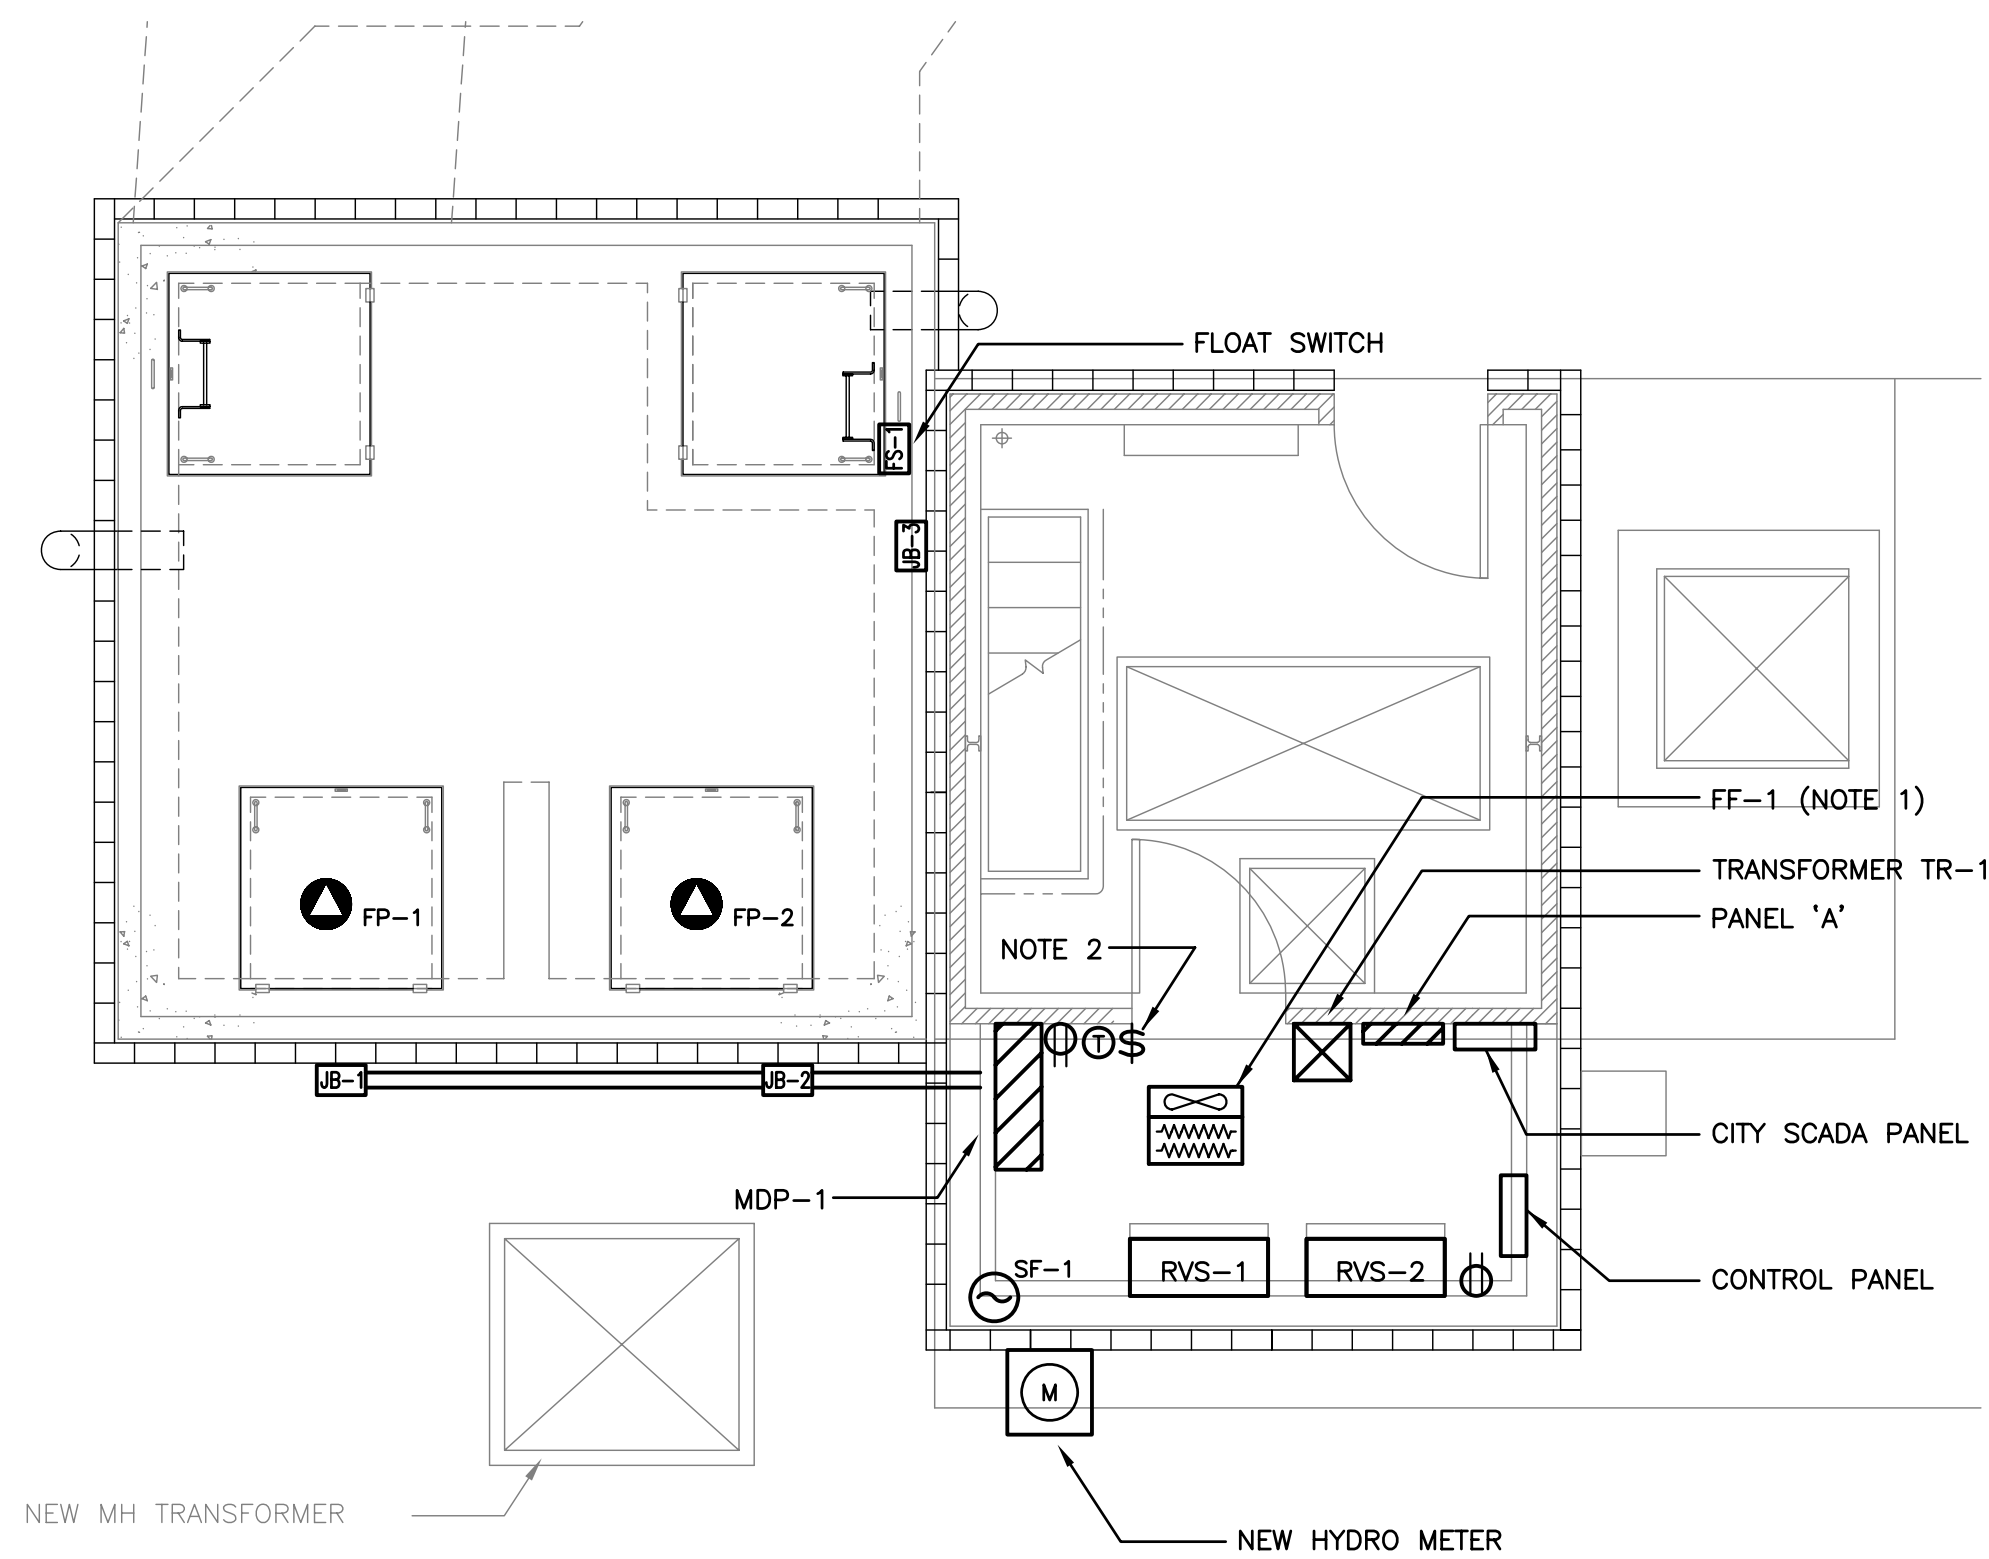 FLOAT SWITCH
FS-1
JB-3
FF-1 (NOTE 1)
TRANSFORMER TR-1
PANEL 'A'
FP-1
FP-2
NOTE 2
T
$
JB-1
JB-2
CITY SCADA PANEL
MDP-1
SF-1
RVS-1
RVS-2
CONTROL PANEL
M
NEW MH TRANSFORMER
NEW HYDRO METER